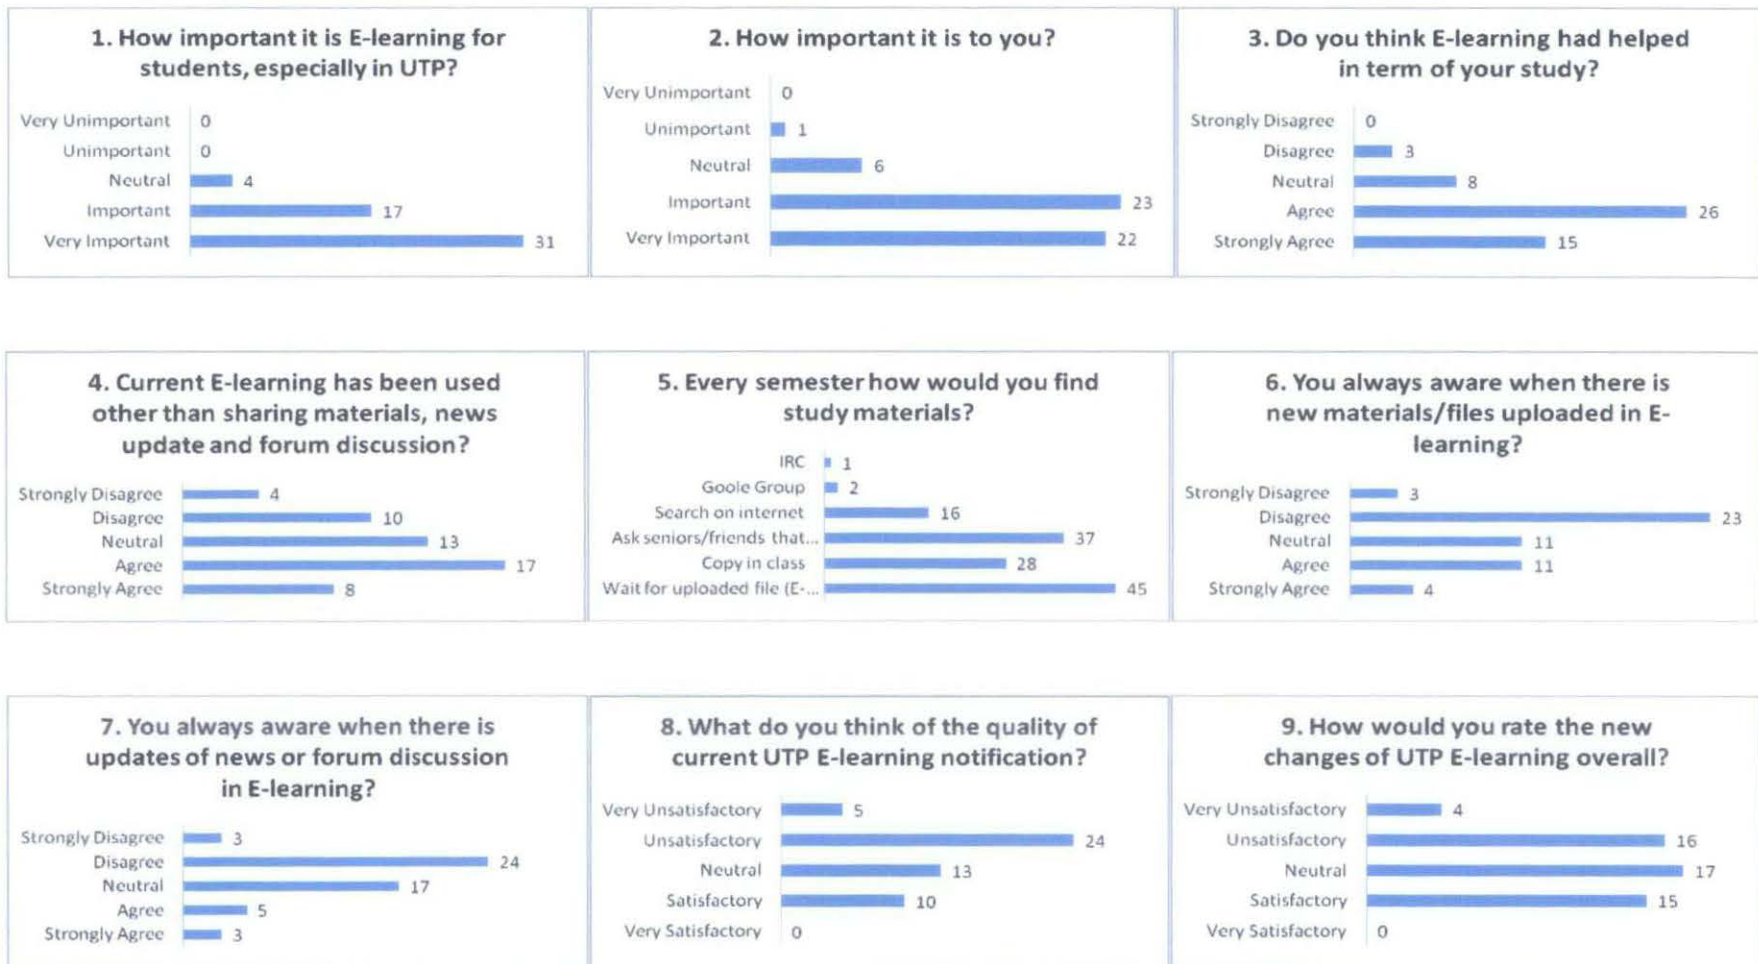 1. How important it is E-learning for
students, especially in UTP?
Very Unimportant 0
Unimportant 0
Neutral 4
Important 17
Very Important 31
2. How important it is to you?
Very Unimportant 0
Unimportant 1
Neutral 6
Important 23
Very Important 22
3. Do you think E-learning had helped
in term of your study?
Strongly Disagree 0
Disagree 3
Neutral 8
Agree 26
Strongly Agree 15
4. Current E-learning has been used
other than sharing materials, news
update and forum discussion?
Strongly Disagree 4
Disagree 10
Neutral 13
Agree 17
Strongly Agree 8
5. Every semester how would you find
study materials?
IRC 1
Goole Group 2
Search on internet 16
Ask seniors/friends that... 37
Copy in class 28
Wait for uploaded file (E-... 45
6. You always aware when there is
new materials/files uploaded in E-
learning?
Strongly Disagree 3
Disagree 23
Neutral 11
Agree 11
Strongly Agree 4
7. You always aware when there is
updates of news or forum discussion
in E-learning?
Strongly Disagree 3
Disagree 24
Neutral 17
Agree 5
Strongly Agree 3
8. What do you think of the quality of
current UTP E-learning notification?
Very Unsatisfactory 5
Unsatisfactory 24
Neutral 13
Satisfactory 10
Very Satisfactory 0
9. How would you rate the new
changes of UTP E-learning overall?
Very Unsatisfactory 4
Unsatisfactory 16
Neutral 17
Satisfactory 15
Very Satisfactory 0